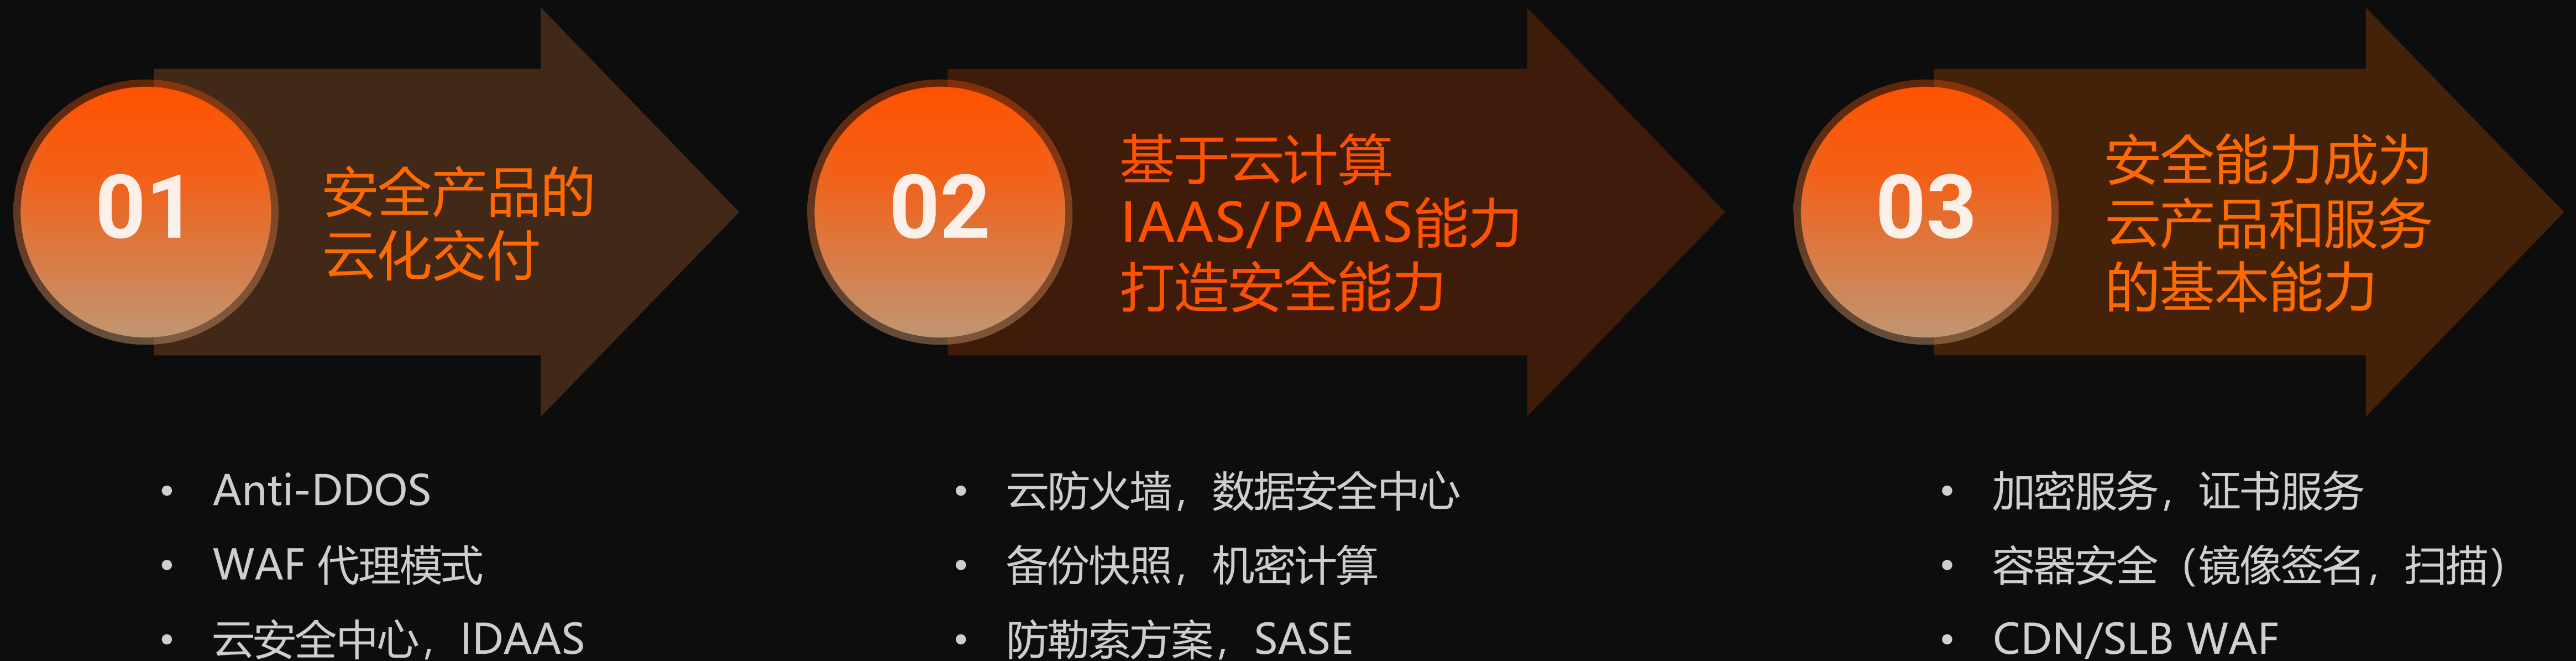 01
安全产品的
云化交付
• Anti-DDOS
• WAF 代理模式
• 云安全中心，IDAAS
02
基于云计算
IAAS/PAAS能力
打造安全能力
• 云防火墙，数据安全中心
• 备份快照，机密计算
• 防勒索方案，SASE
03
安全能力成为
云产品和服务
的基本能力
• 加密服务，证书服务
• 容器安全（镜像签名，扫描）
• CDN/SLB WAF